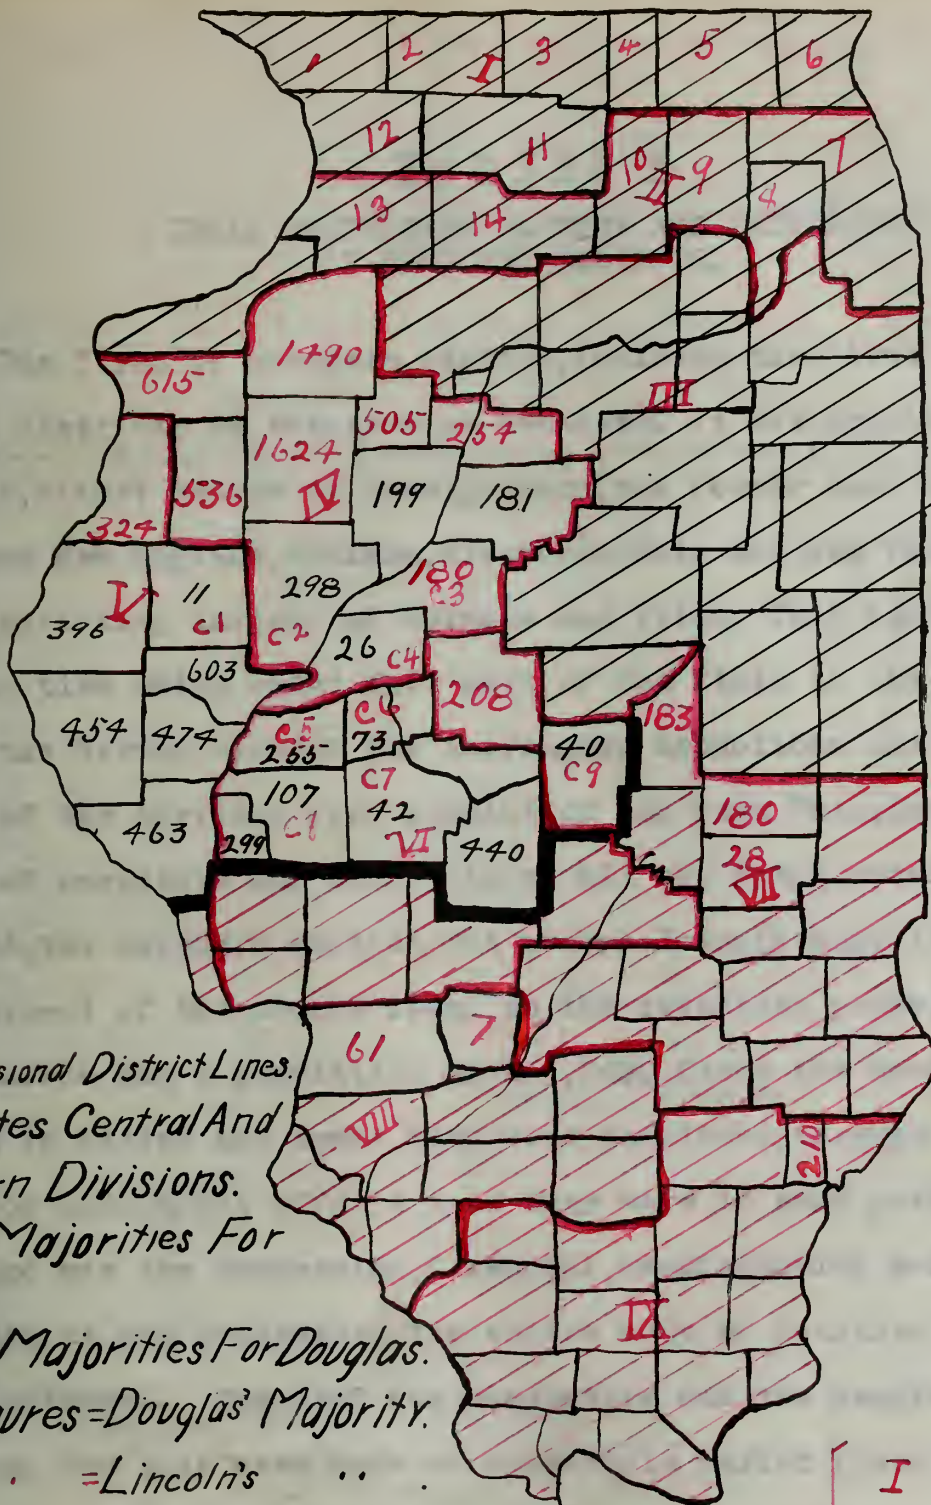 1 2 I 3 4 5 6
12 11 10 II 9 8 7
13 14
1490
615
505 254 III
1624
IV
536 199 181
324
298 180
C3
V 11
396 C1 C2
26 C4
603
208
454 474 C5 255 C6 73 183
40
C9
107 C7
463 299 C7 42 VI 440 180
28
VII
61 7
sional District Lines.
tes Central And
VIII
rn Divisions.
210
Majorities For
IX
Majorities For Douglas.
ures = Douglas' Majority.
. = Lincoln's .. .
I